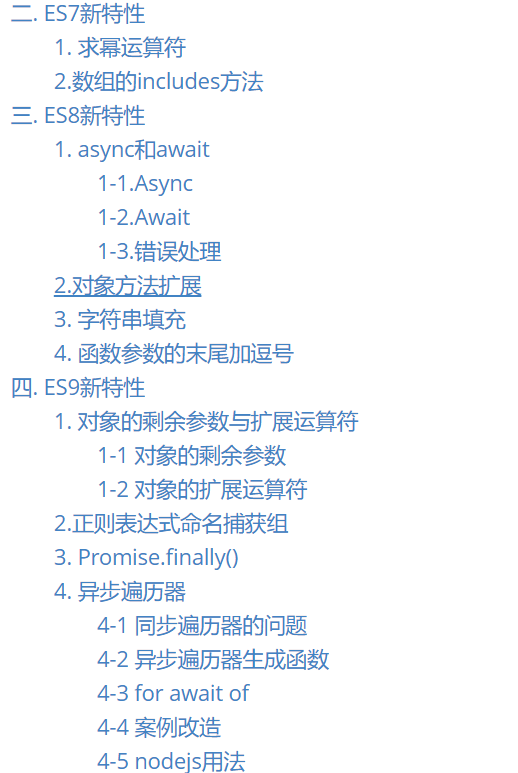 二. ES7新特性
1. 求幂运算符
2.数组的includes方法
三. ES8新特性
1. async和await
1-1.Async
1-2.Await
1-3.错误处理
2.对象方法扩展
3. 字符串填充
4. 函数参数的末尾加逗号
四. ES9新特性
1. 对象的剩余参数与扩展运算符
1-1 对象的剩余参数
1-2 对象的扩展运算符
2.正则表达式命名捕获组
3. Promise.finally()
4. 异步遍历器
4-1 同步遍历器的问题
4-2 异步遍历器生成函数
4-3 for await of
4-4 案例改造
4-5 nodejs用法